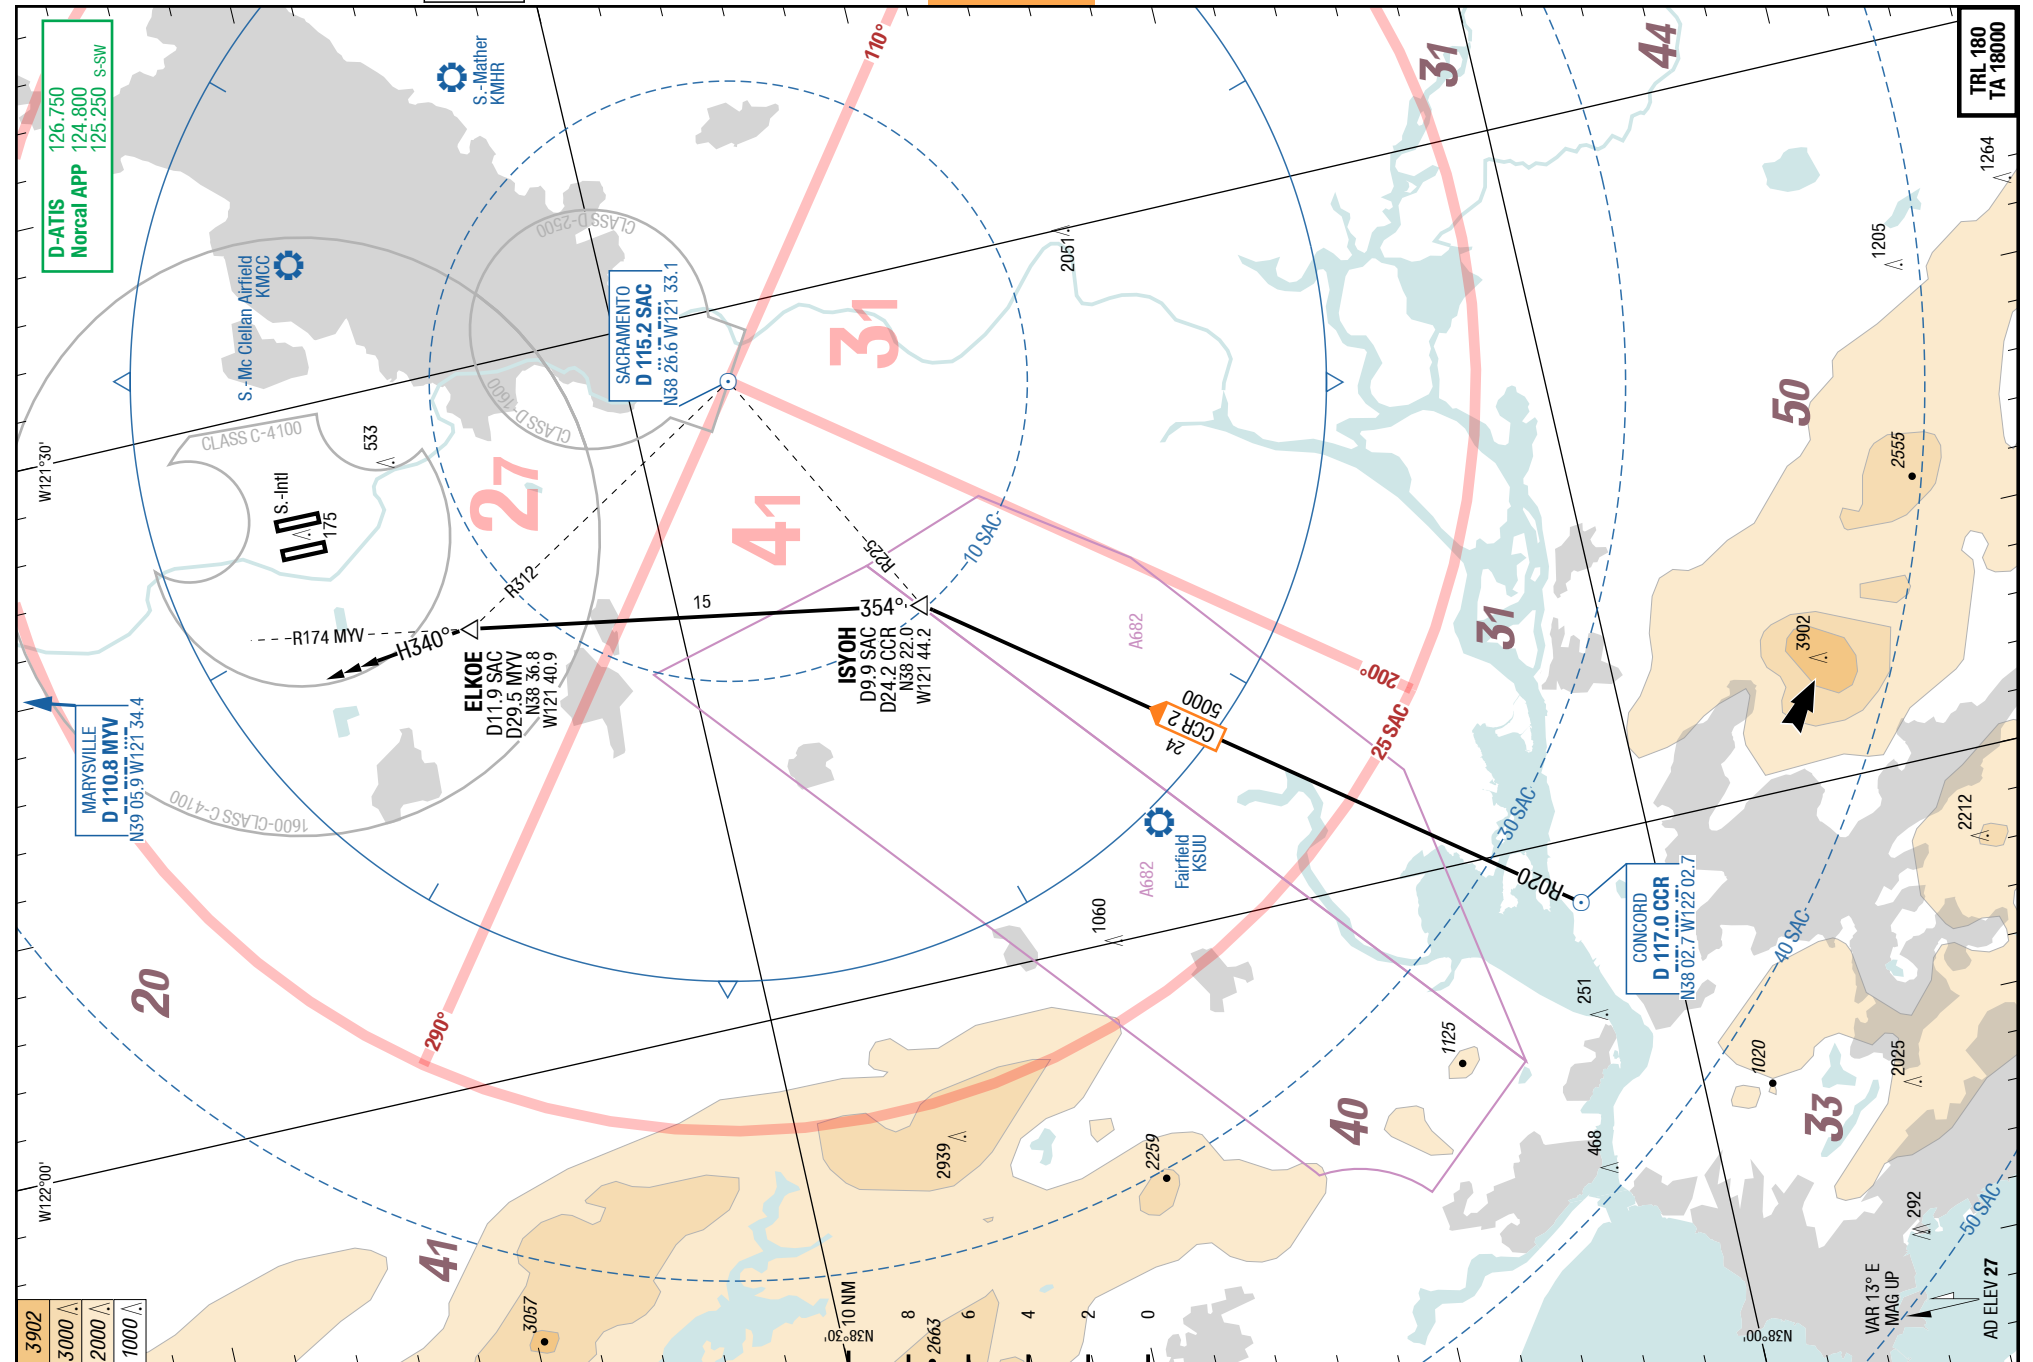 D-ATIS 126.750
Norcal APP 124.800
125.250 S-SW
S.-Mather
KMHR
110°
31
44
TRL 180
TA 18000
1264
1205
S.-Mc Clellan Airfield
KMCC
CLASS D-2500
CLASS D-1600
SACRAMENTO
D 115.2 SAC
N38 26.6 W121 33.1
2051
31
W121°30'
CLASS C-4100
533
S.-Intl
175
27
41
R312
R225
10 SAC
50
2555
R174 MYV
H340°
15
354°
ELKOE
D11.9 SAC
D29.5 MYV
N38 36.8
W121 40.9
ISYOH
D9.9 SAC
D24.2 CCR
N38 22.0
W121 44.2
A682
31
3902
MARYSVILLE
D 110.8 MYV
N39 05.9 W121 34.4
1600-CLASS C-4100
CCR 2
5000
24
200°
25 SAC
30 SAC
2212
Fairfield
KSUU
A682
1060
R020
CONCORD
D 117.0 CCR
N38 02.7 W122 02.7
40 SAC
20
290°
251
1125
1020
2025
33
2939
2259
40
468
292
50 SAC
W122°00'
41
3057
3902
3000
2000
1000
10 NM
8
6
4
2
0
N38°30'
2663
N38°00'
VAR 13° E
MAG UP
AD ELEV 27